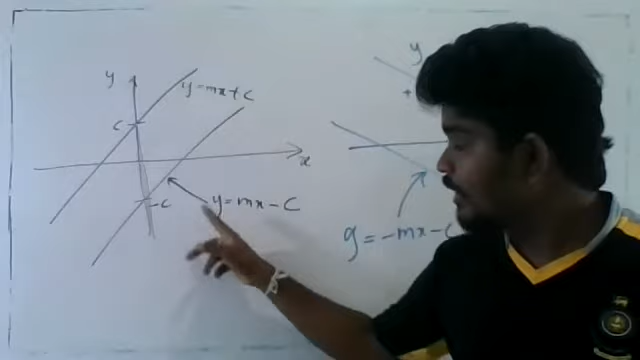 y
y = mx + c
c
x
-c
y = mx - c
y
+
y = -mx - c